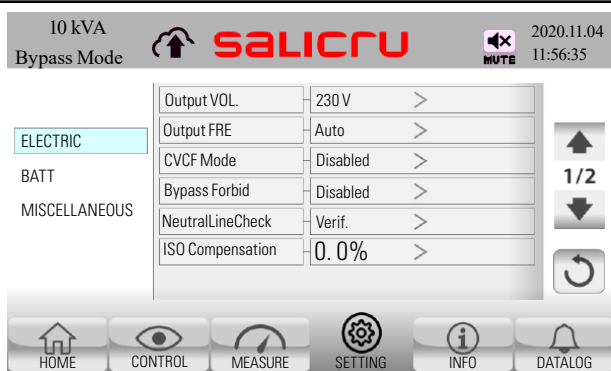 10 kVA
Bypass Mode
salicru
MUTE
2020.11.04
11:56:35
ELECTRIC
BATT
MISCELLANEOUS
Output VOL. 230 V >
Output FRE Auto >
CVCF Mode Disabled >
Bypass Forbid Disabled >
NeutralLineCheck Verif. >
ISO Compensation 0.0% >
1/2
HOME CONTROL MEASURE SETTING INFO DATALOG